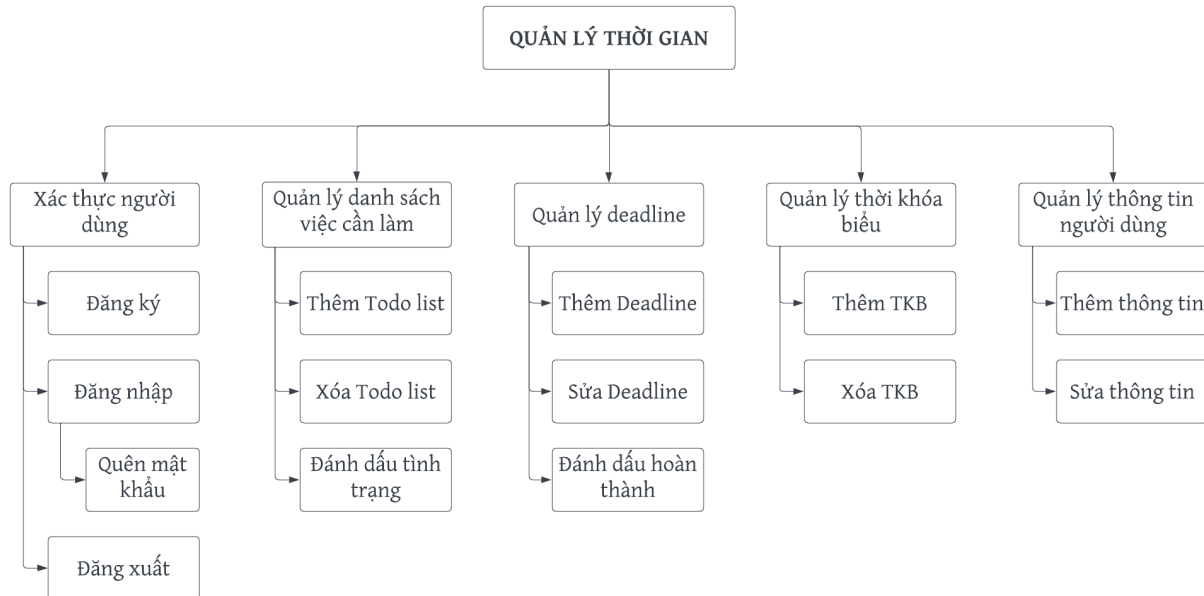 QUẢN LÝ THỜI GIAN
Xác thực người
dùng
Đăng ký
Đăng nhập
Quên mật
khẩu
Đăng xuất
Quản lý danh sách
việc cần làm
Thêm Todo list
Xóa Todo list
Đánh dấu tình
trạng
Quản lý deadline
Thêm Deadline
Sửa Deadline
Đánh dấu hoàn
thành
Quản lý thời khóa
biểu
Thêm TKB
Xóa TKB
Quản lý thông tin
người dùng
Thêm thông tin
Sửa thông tin